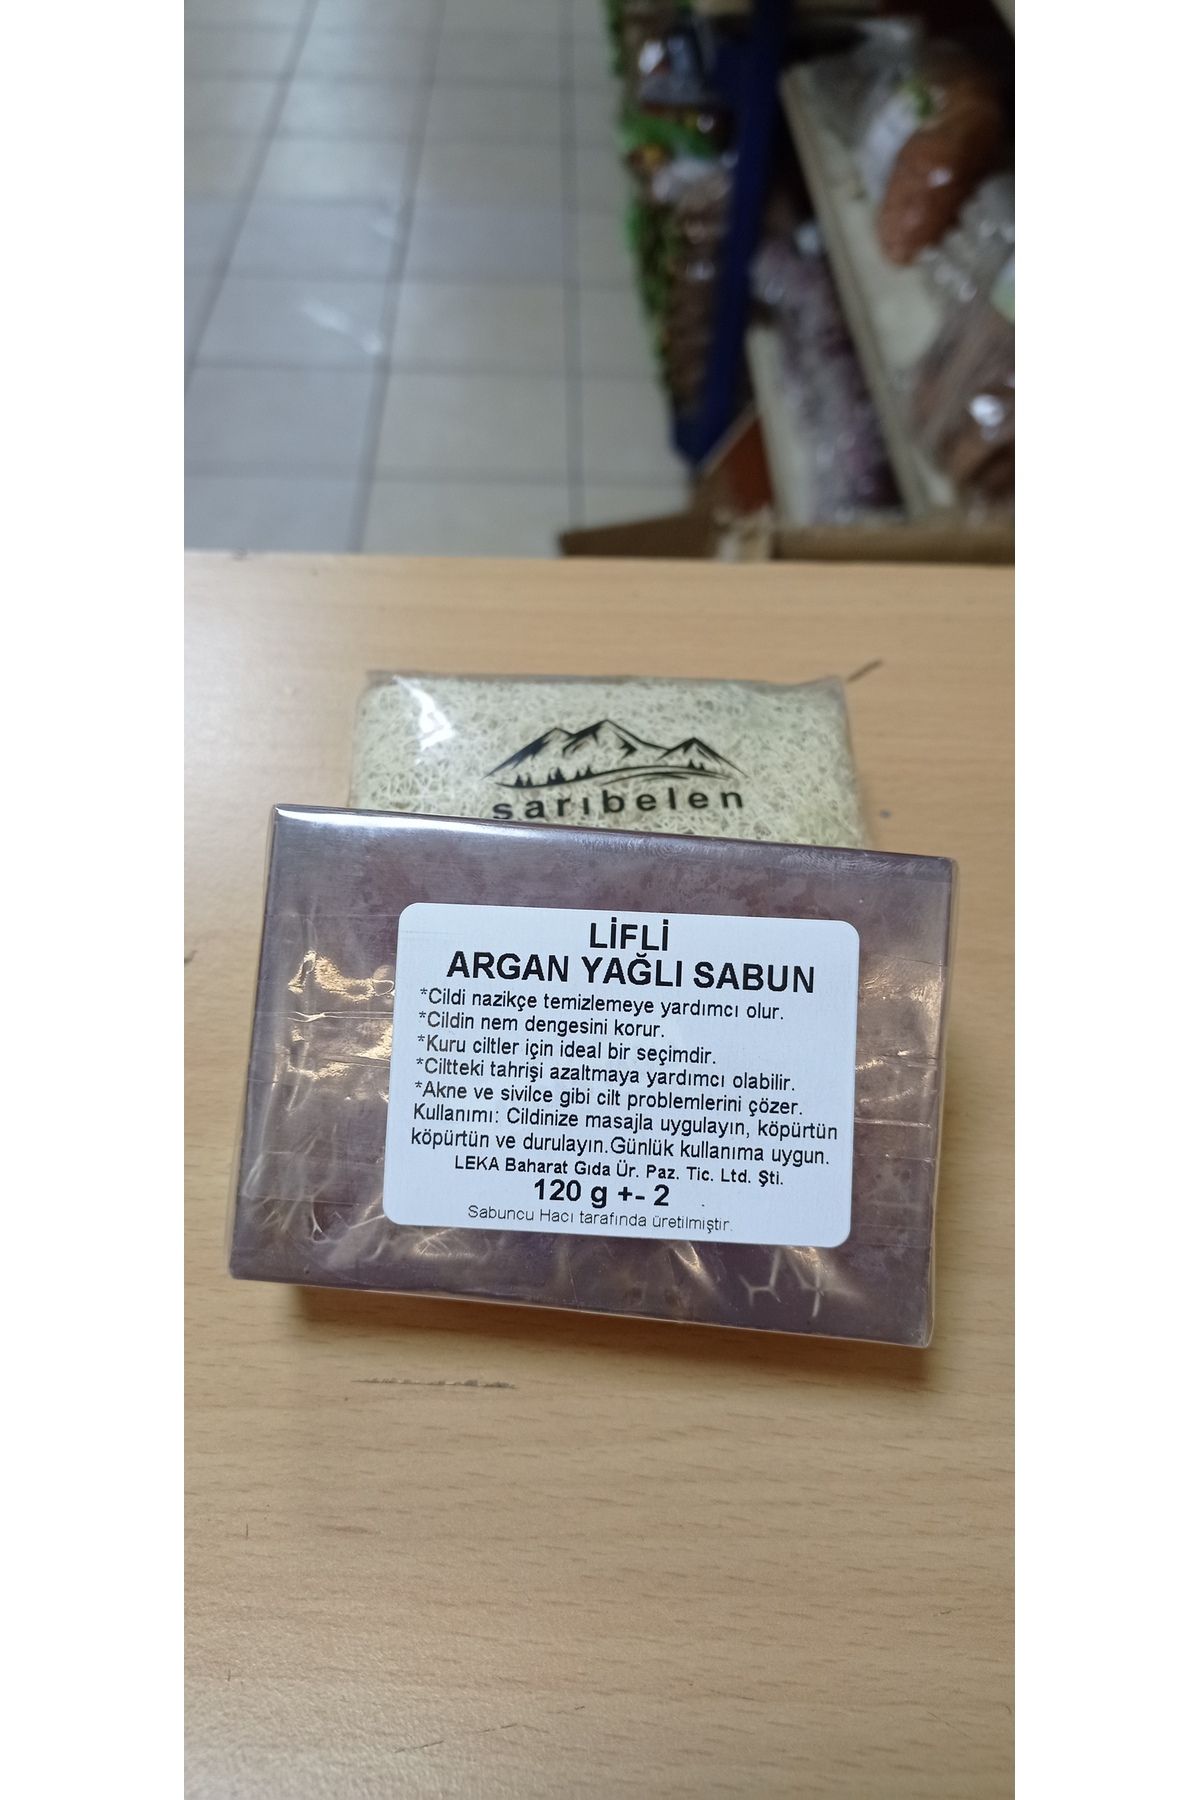 sarıbelen
LİFLİ
ARGAN YAĞLI SABUN
*Cildi nazikçe temizlemeye yardımcı olur.
*Cildin nem dengesini korur.
*Kuru ciltler için ideal bir seçimdir.
*Ciltteki tahrişi azaltmaya yardımcı olabilir.
*Akne ve sivilce gibi cilt problemlerini çözer.
Kullanımı: Cildinize masajla uygulayın, köpürtün
köpürtün ve durulayın.Günlük kullanıma uygun.
LEKA Baharat Gıda Ür. Paz. Tic. Ltd. Şti.
120 g +- 2
Sabuncu Hacı tarafında üretilmiştir.